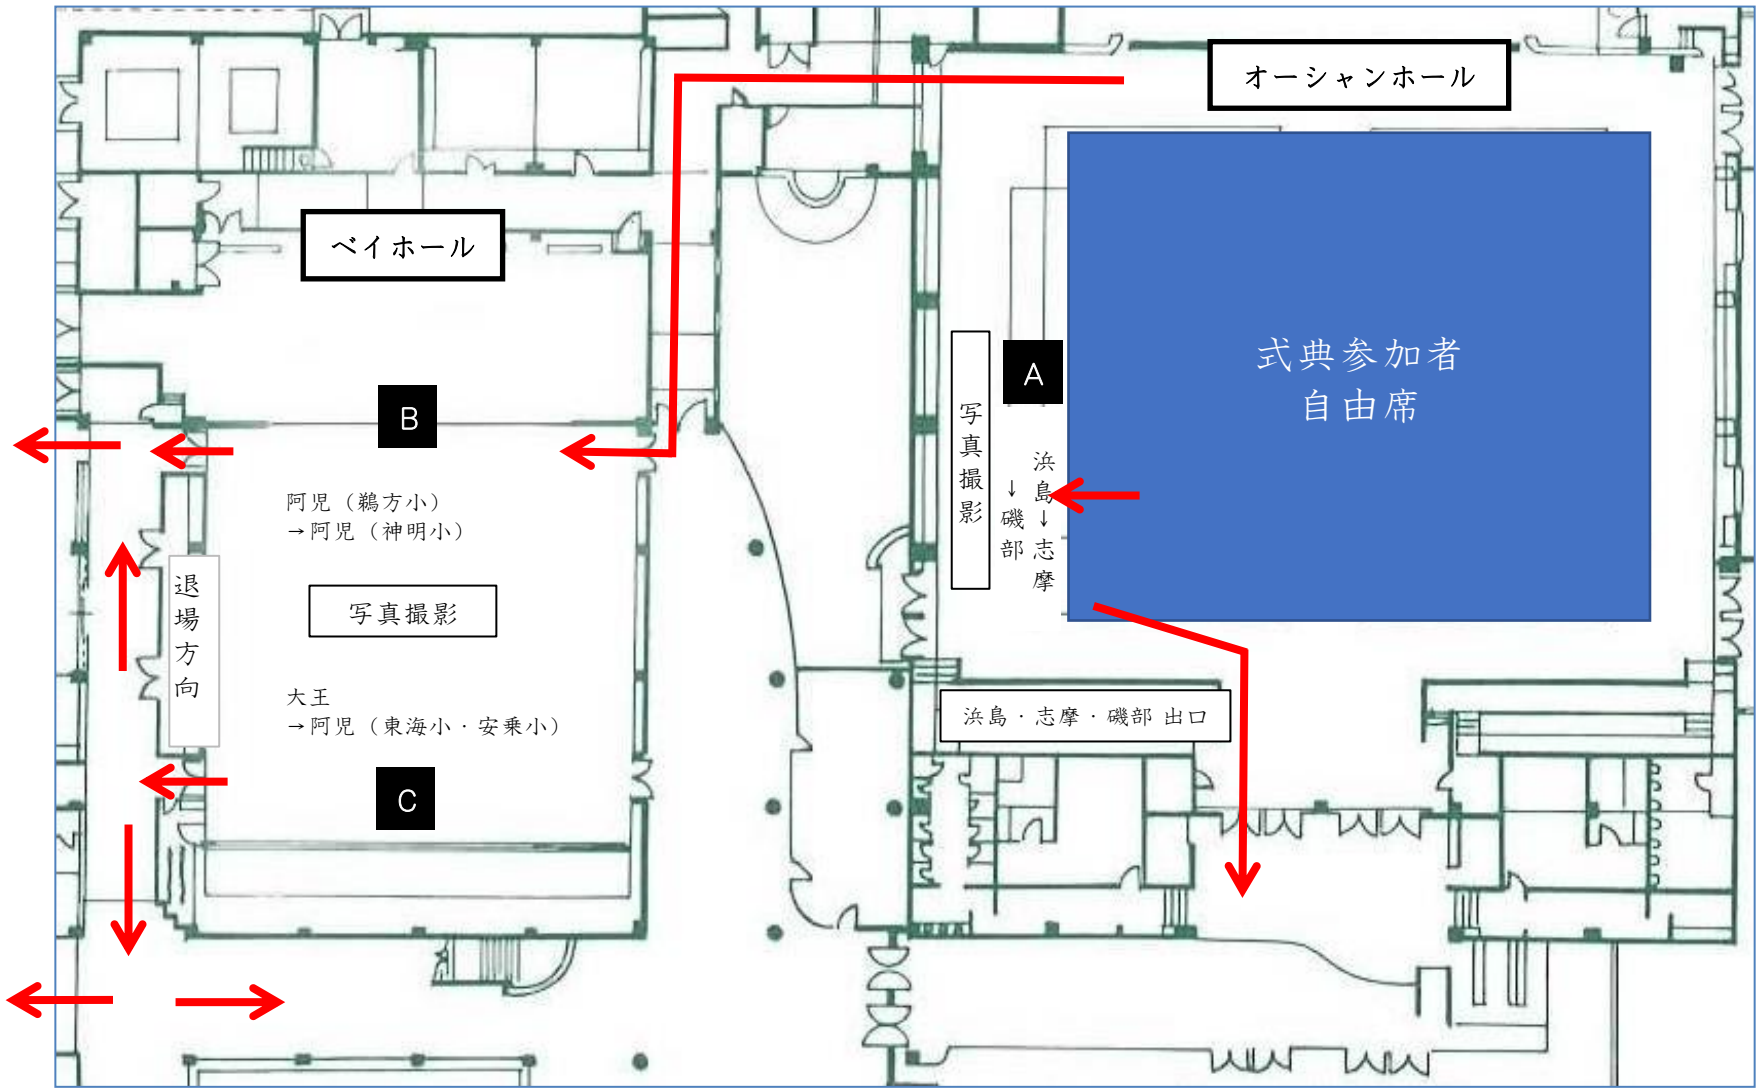 オーシャンホール
ベイホール
式典参加者
自由席
A
写真撮影
浜島→志摩
→磯部
B
阿児（鵜方小）
→阿児（神明小）
退場方向
写真撮影
大王
→阿児（東海小・安乗小）
C
浜島・志摩・磯部 出口